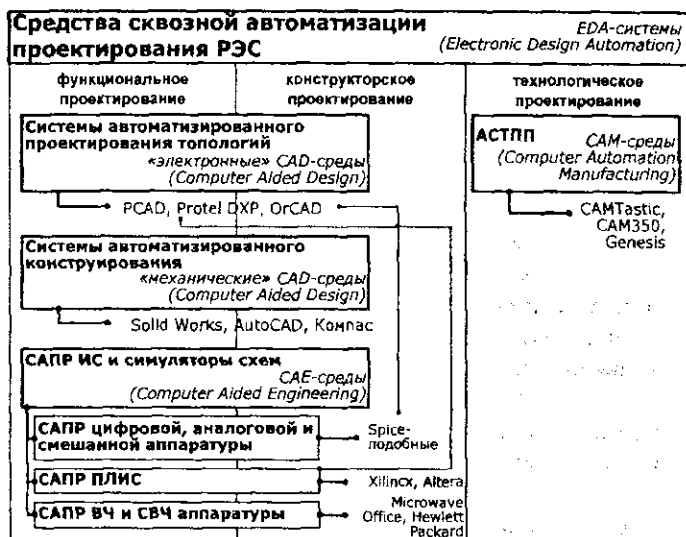 Средства сквозной автоматизации
проектирования РЭС
EDA-системы
(Electronic Design Automation)
функциональное
проектирование
конструкторское
проектирование
технологическое
проектирование
Системы автоматизированного
проектирования топологий
«электронные» CAD-среды
(Computer Aided Design)
PCAD, Protel DXP, OrCAD
Системы автоматизированного
конструирования
«механические» CAD-среды
(Computer Aided Design)
Solid Works, AutoCAD, Компас
САПР ИС и симуляторы схем
CAE-среды
(Computer Aided Engineering)
САПР цифровой, аналоговой и
смешанной аппаратуры
Spice-
подобные
САПР ПЛИС
Xilincx, Altera
САПР ВЧ и СВЧ аппаратуры
Microwave
Office, Hewlett
Packard
АСТПП
CAM-среды
(Computer Automation
Manufacturing)
CAMTastic,
CAM350,
Genesis